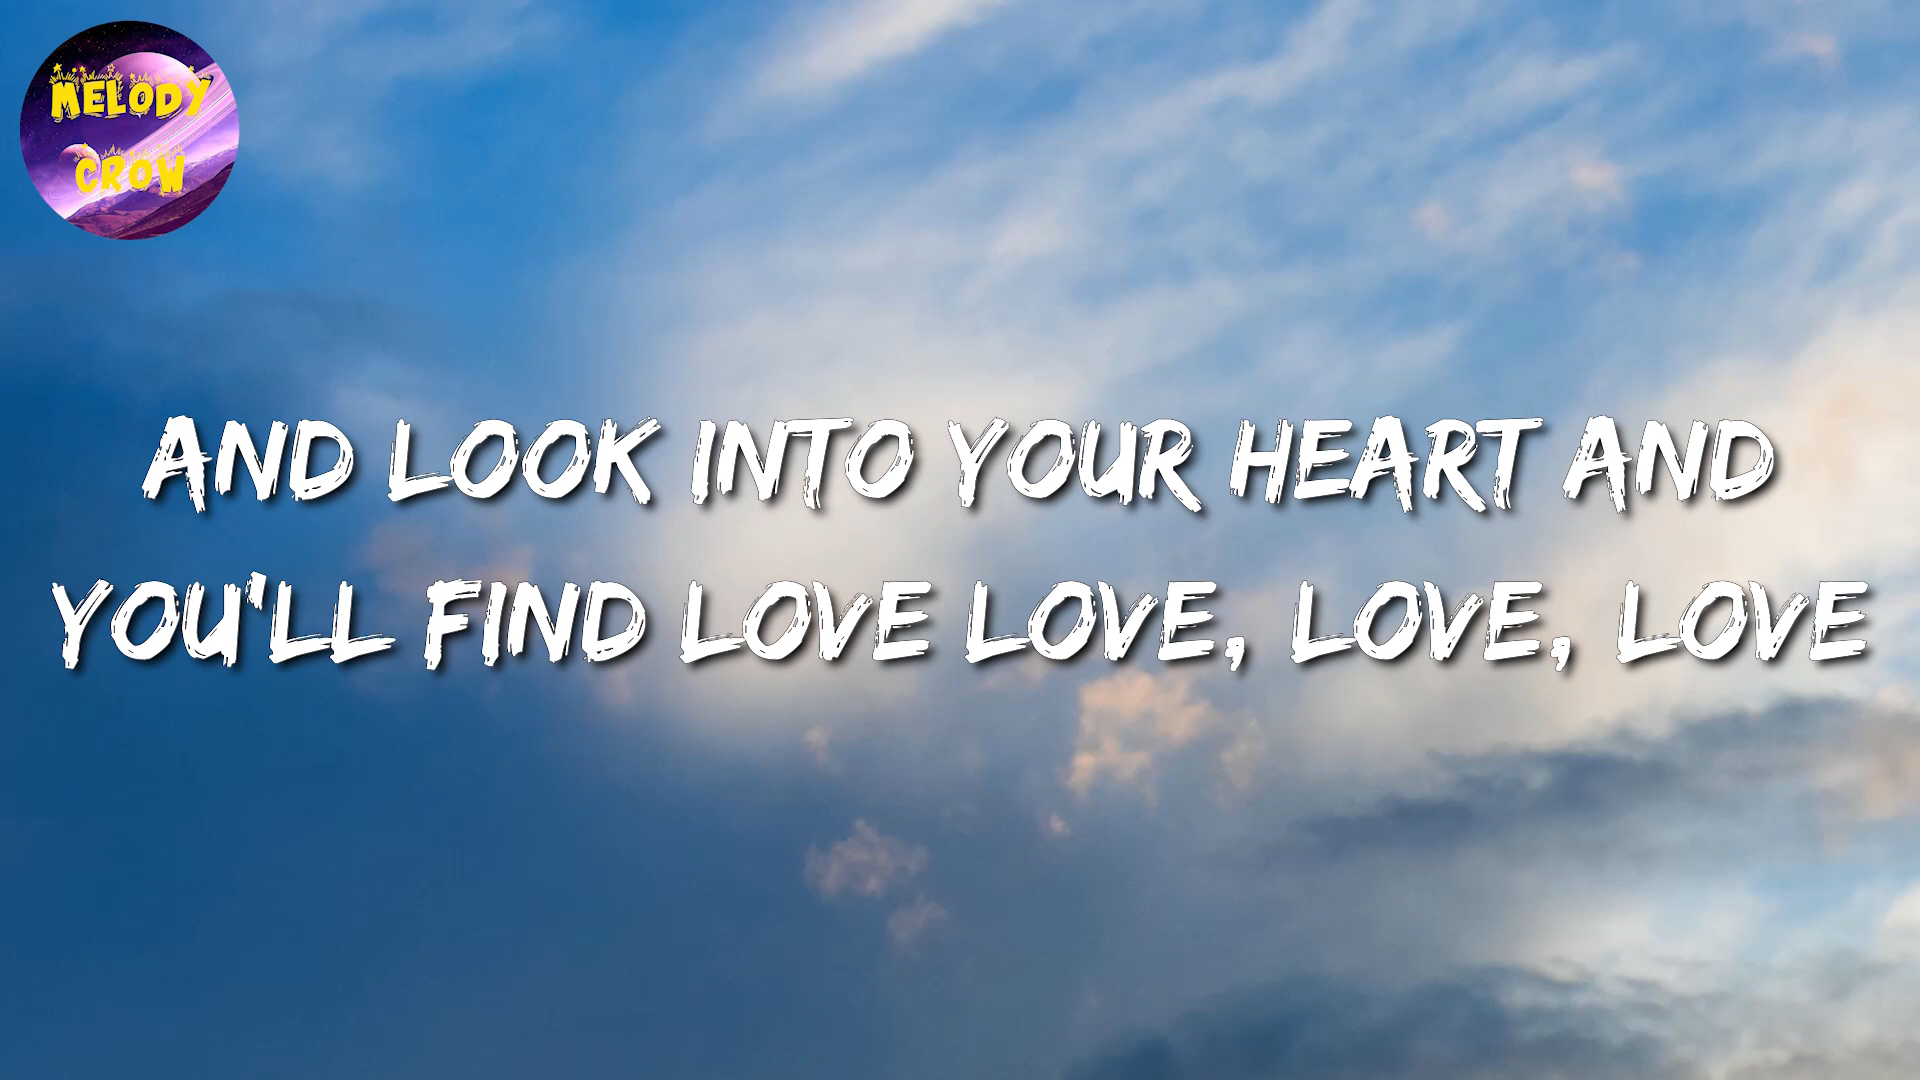 MELODY
CROW
AND LOOK INTO YOUR HEART AND
YOU'LL FIND LOVE LOVE, LOVE, LOVE